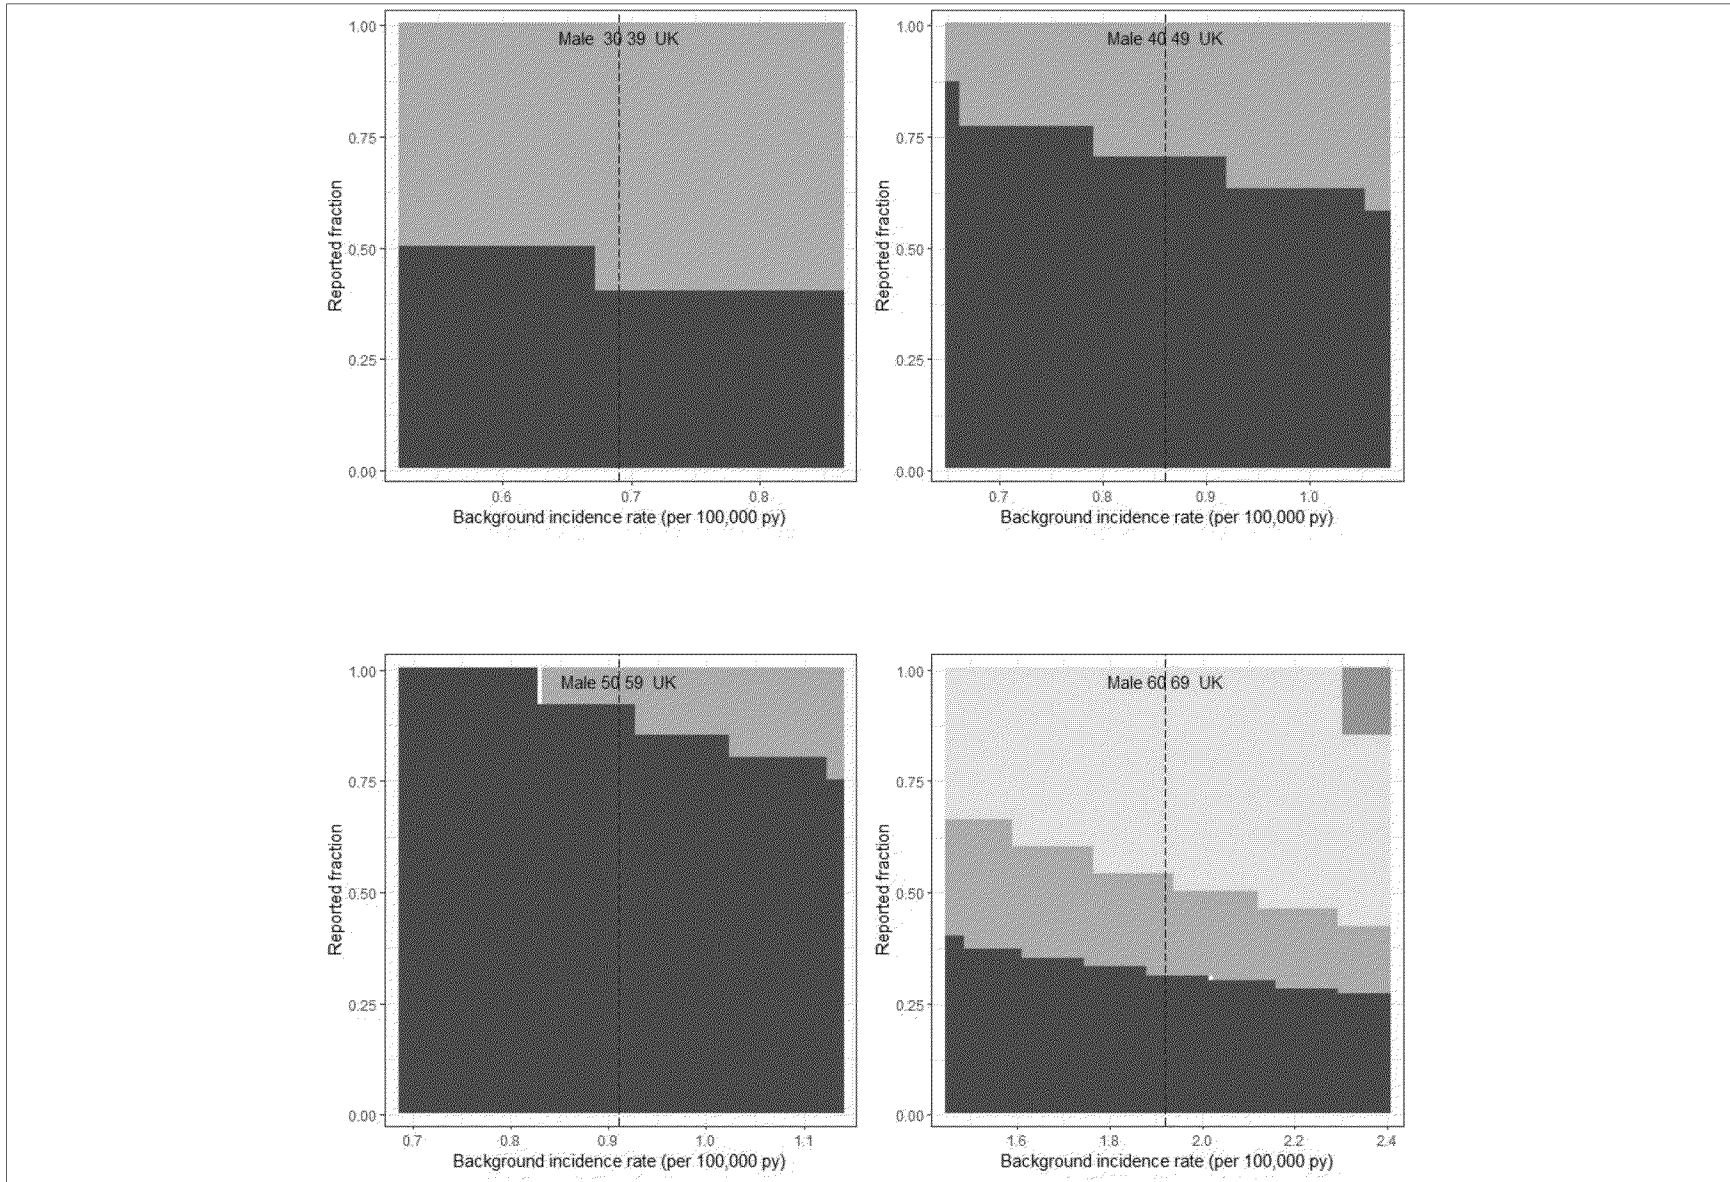 Male 30 39 UK
1.00
0.75
0.50
0.25
0.00
Reported fraction
0.6 0.7 0.8
Background incidence rate (per 100,000 py)
Male 40 49 UK
1.00
0.75
0.50
0.25
0.00
Reported fraction
0.7 0.8 0.9 1.0
Background incidence rate (per 100,000 py)
Male 50 59 UK
1.00
0.75
0.50
0.25
0.00
Reported fraction
0.7 0.8 0.9 1.0 1.1
Background incidence rate (per 100,000 py)
Male 60 69 UK
1.00
0.75
0.50
0.25
0.00
Reported fraction
1.6 1.8 2.0 2.2 2.4
Background incidence rate (per 100,000 py)